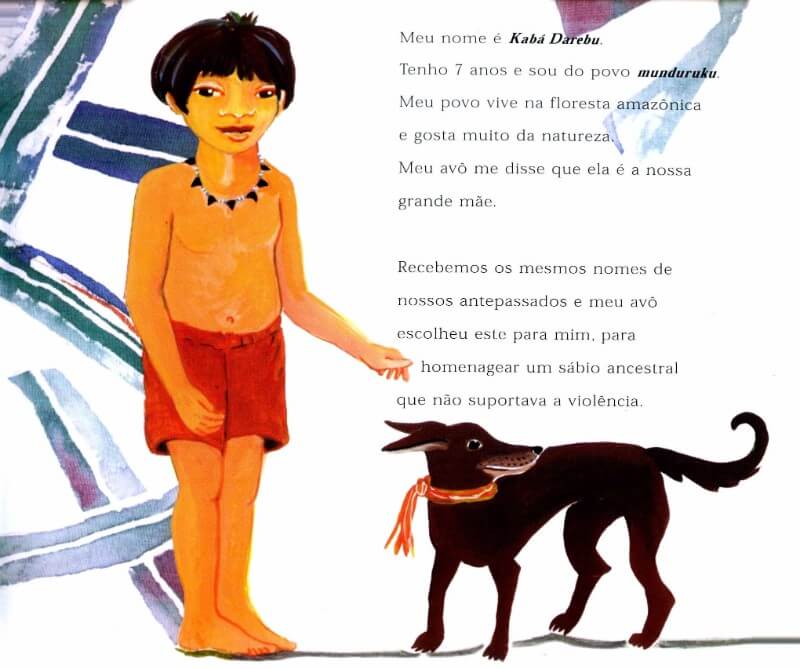 Meu nome é Kabá Darebu.
Tenho 7 anos e sou do povo munduruku.
Meu povo vive na floresta amazônica
e gosta muito da natureza.
Meu avô me disse que ela é a nossa
grande mãe.
Recebemos os mesmos nomes de
nossos antepassados e meu avô
escolheu este para mim, para
homenagear um sábio ancestral
que não suportava a violência.